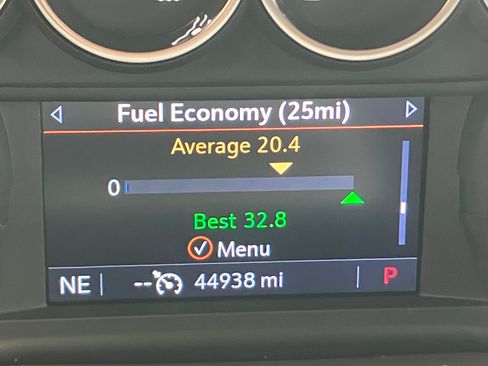 Fuel Economy (25mi)
Average 20.4
0
Best 32.8
Menu
NE -- 44938 mi P